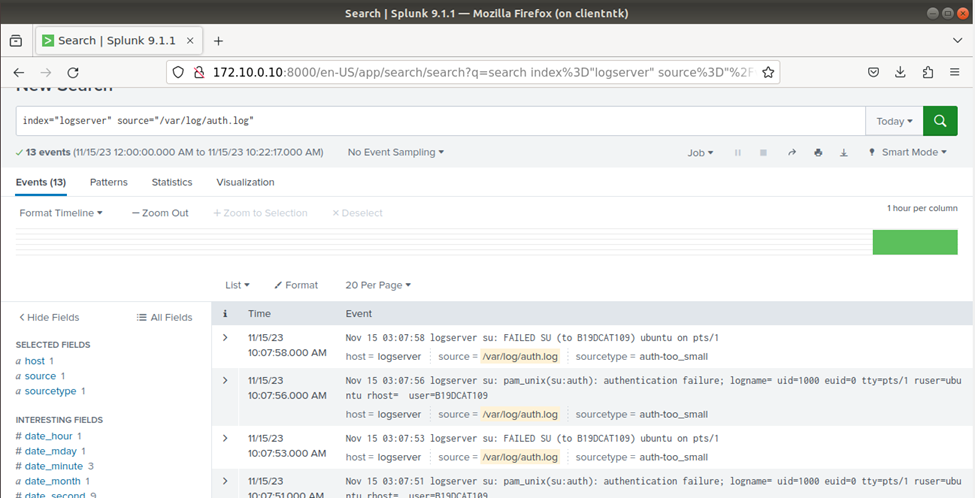 Search | Splunk 9.1.1 — Mozilla Firefox (on clientntk)
Search | Splunk 9.1.1 × +
172.10.0.10:8000/en-US/app/search/search?q=search index%3D"logserver" source%3D"%2F
New Search
index="logserver" source="/var/log/auth.log" Today
✓ 13 events (11/15/23 12:00:00.000 AM to 11/15/23 10:22:17.000 AM) No Event Sampling Job Smart Mode
Events (13) Patterns Statistics Visualization
Format Timeline — Zoom Out + Zoom to Selection × Deselect 1 hour per column
List Format 20 Per Page
< Hide Fields All Fields i Time Event
SELECTED FIELDS
a host 1
a source 1
a sourcetype 1
INTERESTING FIELDS
# date_hour 1
# date_mday 1
# date_minute 3
a date_month 1
# date_second 9
11/15/23 Nov 15 03:07:58 logserver su: FAILED SU (to B19DCAT109) ubuntu on pts/1
10:07:58.000 AM host = logserver source = /var/log/auth.log sourcetype = auth-too_small
11/15/23 Nov 15 03:07:56 logserver su: pam_unix(su:auth): authentication failure; logname= uid=1000 euid=0 tty=pts/1 ruser=ubu
10:07:56.000 AM ntu rhost= user=B19DCAT109
host = logserver source = /var/log/auth.log sourcetype = auth-too_small
11/15/23 Nov 15 03:07:53 logserver su: FAILED SU (to B19DCAT109) ubuntu on pts/1
10:07:53.000 AM host = logserver source = /var/log/auth.log sourcetype = auth-too_small
11/15/23 Nov 15 03:07:51 logserver su: pam_unix(su:auth): authentication failure; logname= uid=1000 euid=0 tty=pts/1 ruser=ubu
10:07:51.000 AM ntu rhost= user=B19DCAT109